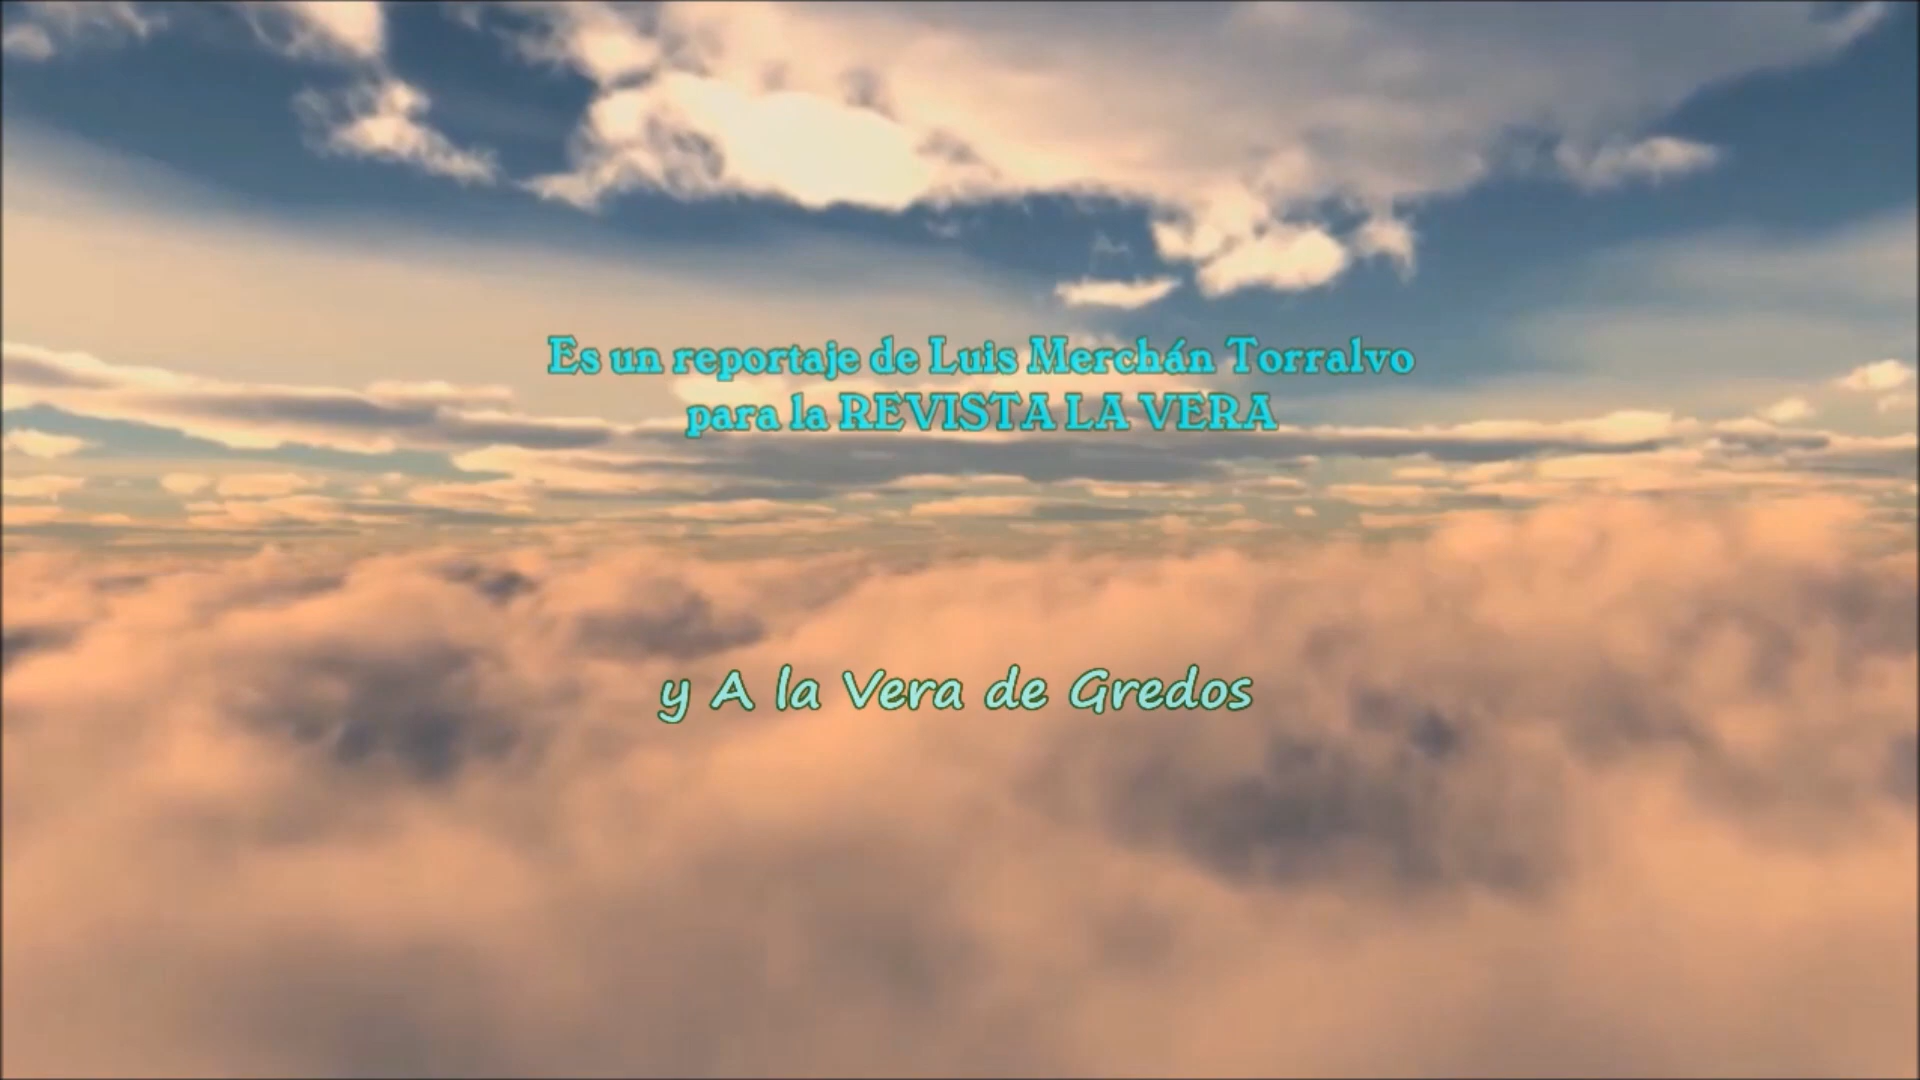 Es un reportaje de Luis Merchán Torralvo
para la REVISTA LA VERA
y A la Vera de Gredos